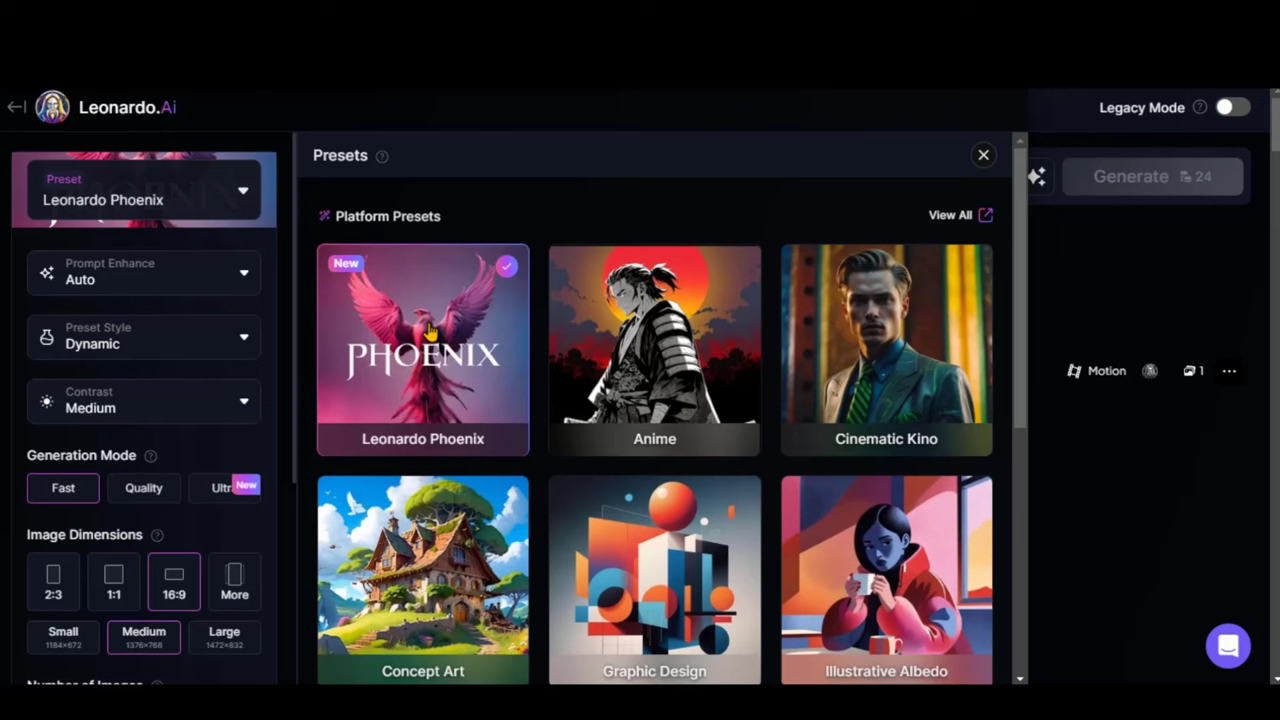 Leonardo.Ai
Legacy Mode ?
Preset
Leonardo Phoenix
Presets ?
Generate 24
Platform Presets
View All
Prompt Enhance
Auto
New
PHOENIX
Leonardo Phoenix
Anime
Cinematic Kino
Preset Style
Dynamic
Contrast
Medium
Motion
1
Generation Mode ?
Fast
Quality
New
Image Dimensions ?
2:3
1:1
16:9
More
Small
1184×672
Medium
1376×768
Large
1472×832
Concept Art
Graphic Design
Illustrative Albedo